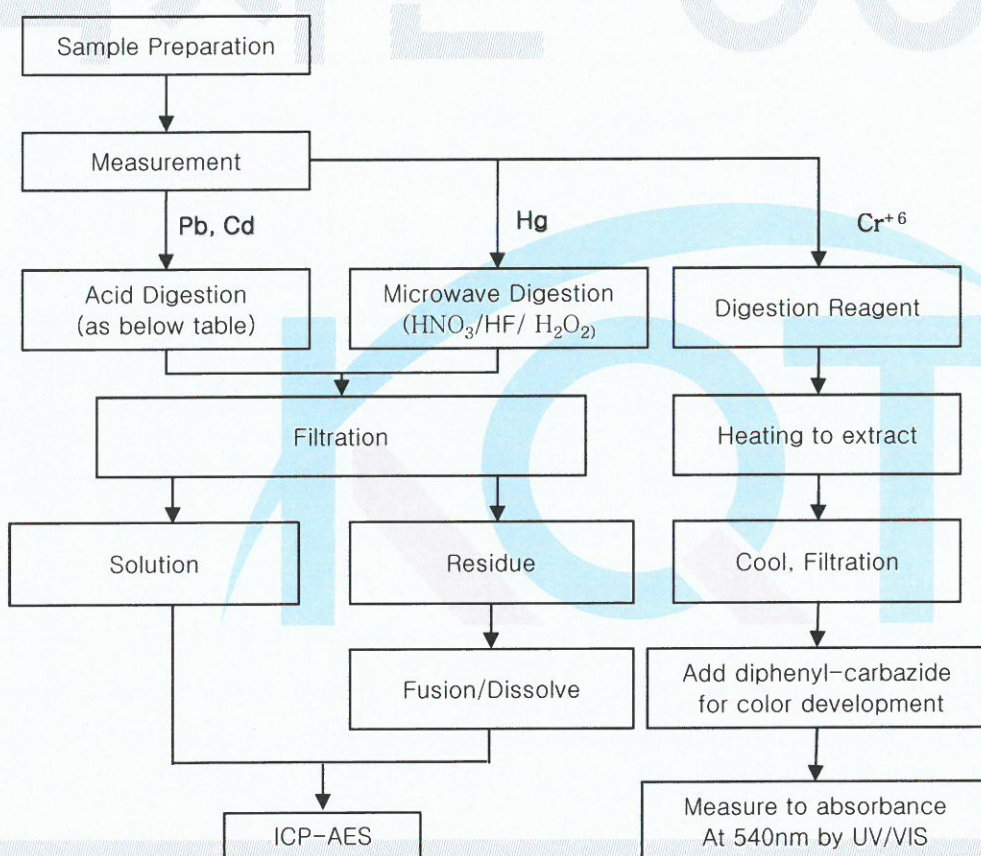 Sample Preparation
Measurement
Pb, Cd
Hg
Cr⁺⁶
Acid Digestion
(as below table)
Microwave Digestion
(HNO₃/HF/ H₂O₂)
Digestion Reagent
Filtration
Heating to extract
Solution
Residue
Cool, Filtration
Fusion/Dissolve
Add diphenyl-carbazide
for color development
ICP-AES
Measure to absorbance
At 540nm by UV/VIS